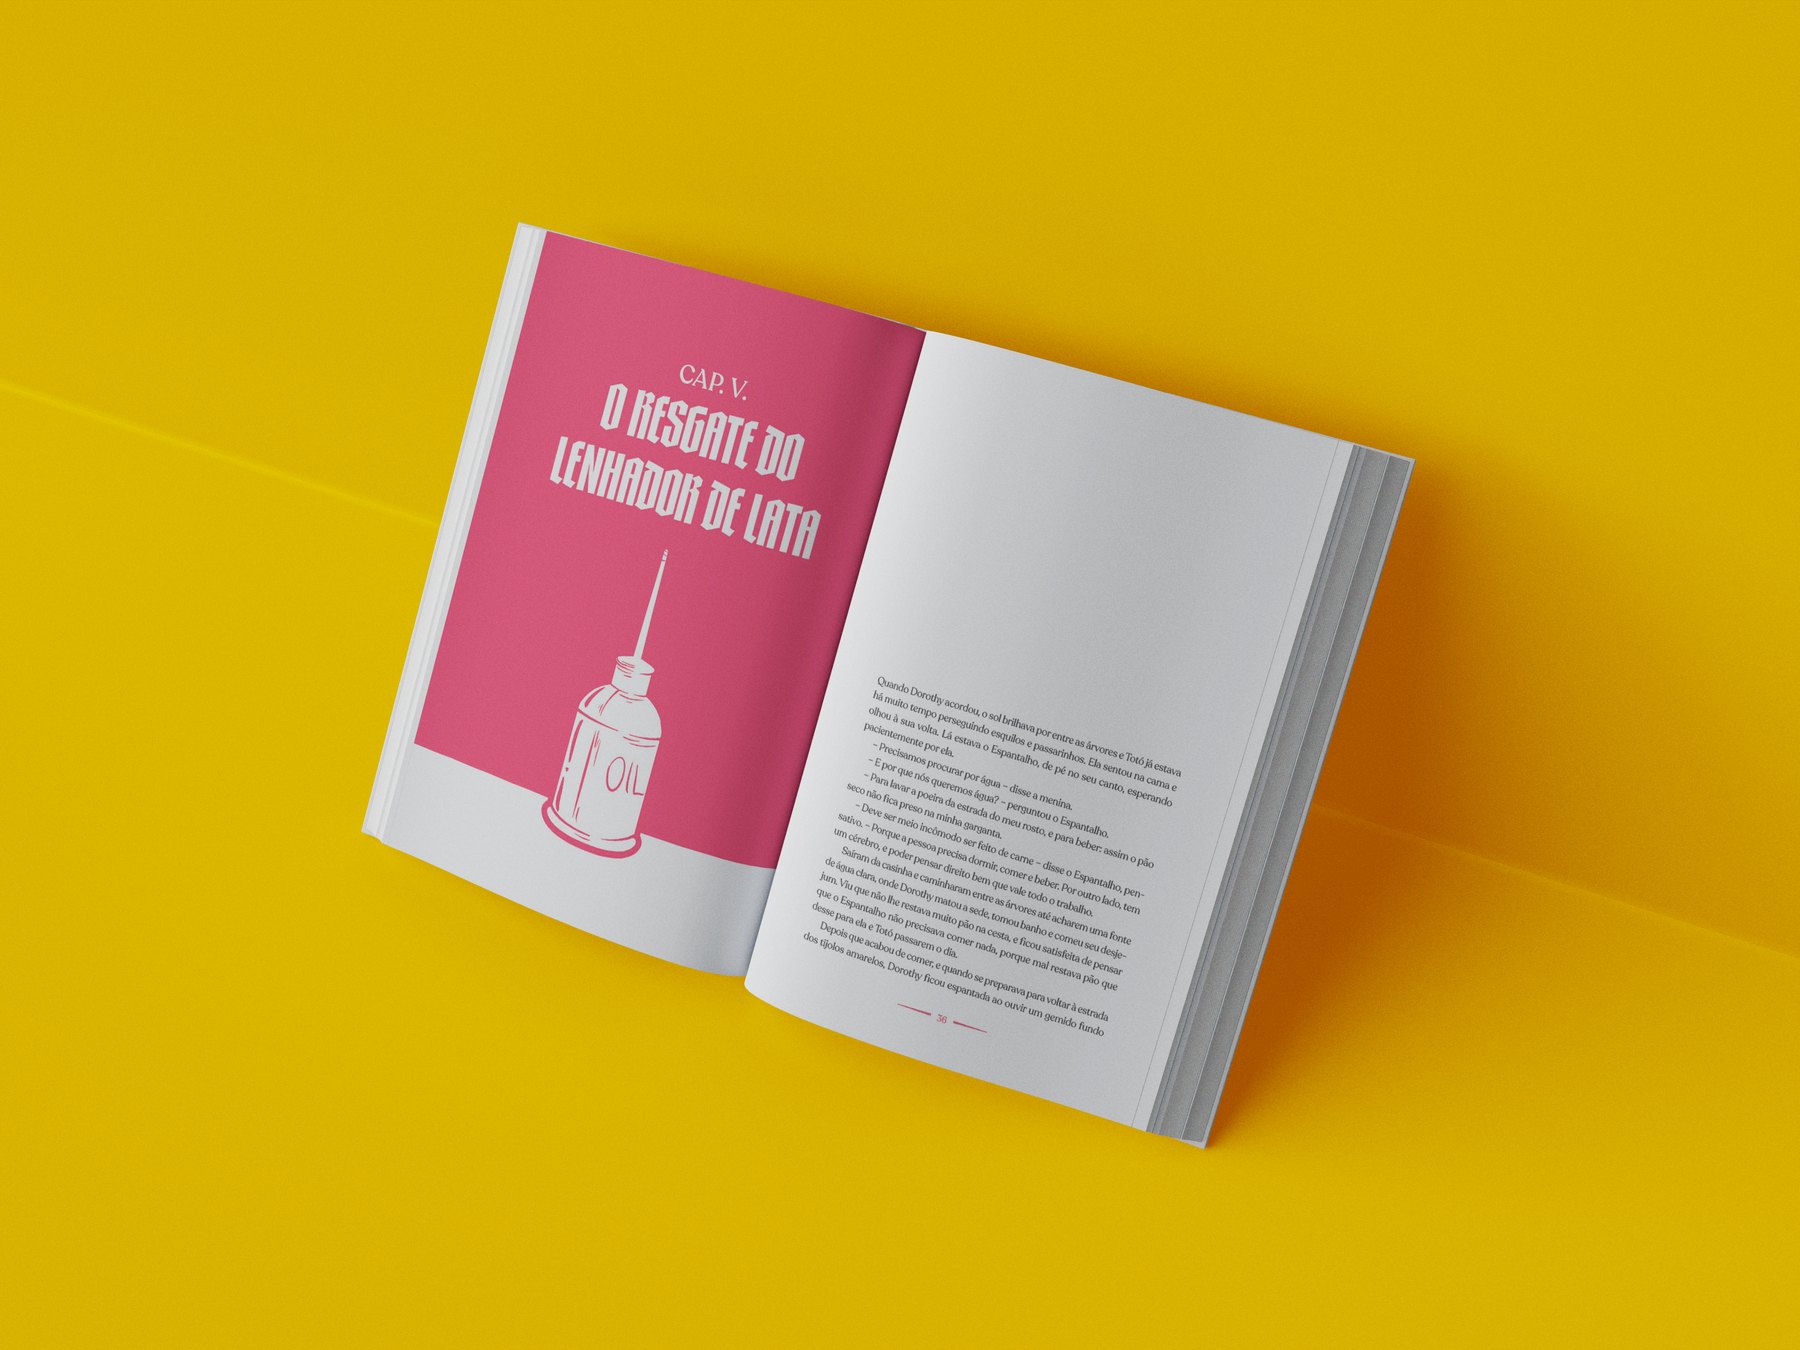 CAP. V.
O RESGATE DO
LENHADOR DE LATA
OIL
Quando Dorothy acordou, o sol brilhava por entre as árvores e Totó já estava
há muito tempo perseguindo esquilos e passarinhos. Ela sentou na cama e
olhou à sua volta. Lá estava o Espantalho, de pé no seu canto, esperando
pacientemente por ela.
– Precisamos procurar por água – disse a menina.
– E por que nós queremos água? – perguntou o Espantalho.
– Para lavar a poeira da estrada do meu rosto, e para beber: assim o pão
seco não fica preso na minha garganta.
– Deve ser meio incômodo ser feito de carne – disse o Espantalho, pen-
sativo. – Porque a pessoa precisa dormir, comer e beber. Por outro lado, tem
um cérebro, e poder pensar direito bem que vale todo o trabalho.
Saíram da casinha e caminharam entre as árvores até acharem uma fonte
de água clara, onde Dorothy matou a sede, tomou banho e comeu seu desje-
jum. Viu que não lhe restava muito pão na cesta, e ficou satisfeita de pensar
que o Espantalho não precisava comer nada, porque mal restava pão que
desse para ela e Totó passarem o dia.
Depois que acabou de comer, e quando se preparava para voltar à estrada
dos tijolos amarelos, Dorothy ficou espantada ao ouvir um gemido fundo
36